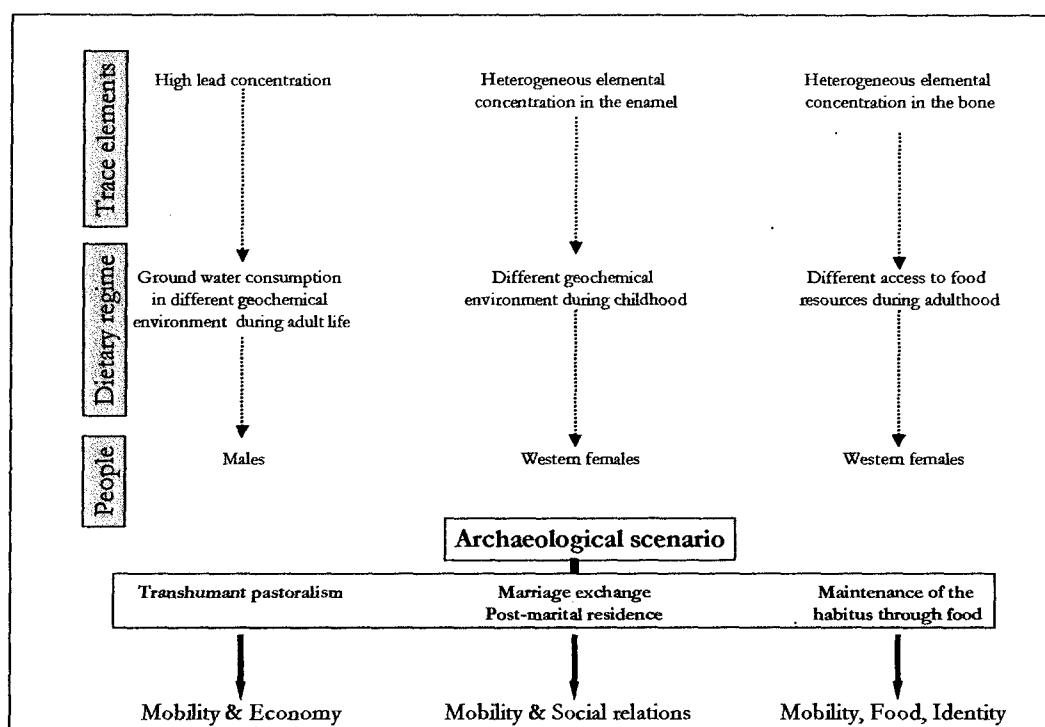 Trace elements
High lead concentration
Heterogeneous elemental
concentration in the enamel
Heterogeneous elemental
concentration in the bone
Dietary regime
Ground water consumption
in different geochemical
environment during adult life
Different geochemical
environment during childhood
Different access to food
resources during adulthood
People
Males
Western females
Western females
Archaeological scenario
Transhumant pastoralism
Marriage exchange
Post-marital residence
Maintenance of the
habitus through food
Mobility & Economy
Mobility & Social relations
Mobility, Food, Identity